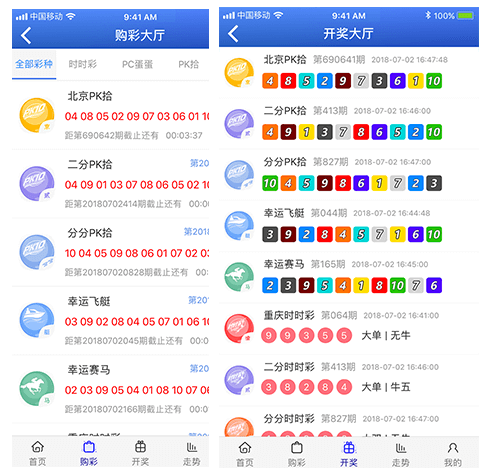 中国移动
9:41 AM
购彩大厅
全部彩种
时时彩
PC蛋蛋
PK拾
北京PK拾
04 08 05 02 09 07 03 06 01 10
距第690642期截止还有 00:03:37
二分PK拾
第20
04 09 01 03 07 08 06 05 02 10
距第20180702414期截止还有 00:0
分分PK拾
第2018
10 04 05 09 08 06 01 07 02 03
距第201807020828期截止还有 00:
幸运飞艇
第201
03 09 02 08 04 05 07 01 06 10
距第20180702045期截止还有 00:0
幸运赛马
第20
02 03 09 05 04 01 08 10 07 06
距第20180702166期截止还有 00:0
重庆时时彩
首页
购彩
开奖
走势
中国移动
9:41 AM
100%
开奖大厅
北京PK拾 第690641期 2018-07-02 16:47:48
4 8 5 2 9 7 3 6 1 10
二分PK拾 第413期 2018-07-02 16:46:00
4 9 1 3 7 8 6 5 2 10
分分PK拾 第827期 2018-07-02 16:47:00
10 4 5 9 8 6 1 7 2 3
幸运飞艇 第044期 2018-07-02 16:44:48
3 9 2 8 4 5 7 1 6 10
幸运赛马 第165期 2018-07-02 16:45:00
2 3 9 5 4 1 8 10 7 6
重庆时时彩 第064期 2018-07-02 16:41:00
9 9 3 5 5 大单 | 无牛
二分时时彩 第413期 2018-07-02 16:46:00
3 8 2 8 4 大单 | 牛五
分分时时彩 第827期 2018-07-02 16:47:00
首页
购彩
开奖
走势
我的